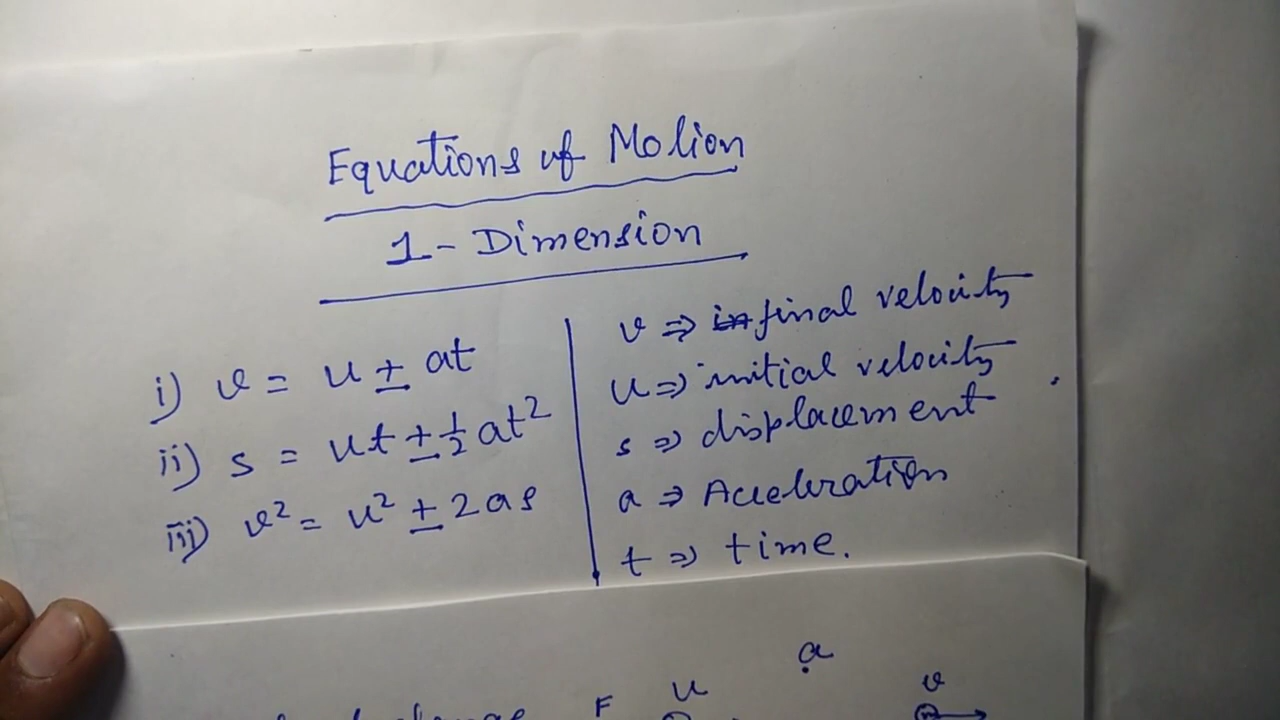 Equations of Motion
1 - Dimension
i) v = u ± at
ii) s = ut ± 1/2 at²
iii) v² = u² ± 2as
v ⇒ final velocity
u ⇒ initial velocity
s ⇒ displacement
a ⇒ Acceleration
t ⇒ time.
a
F u v